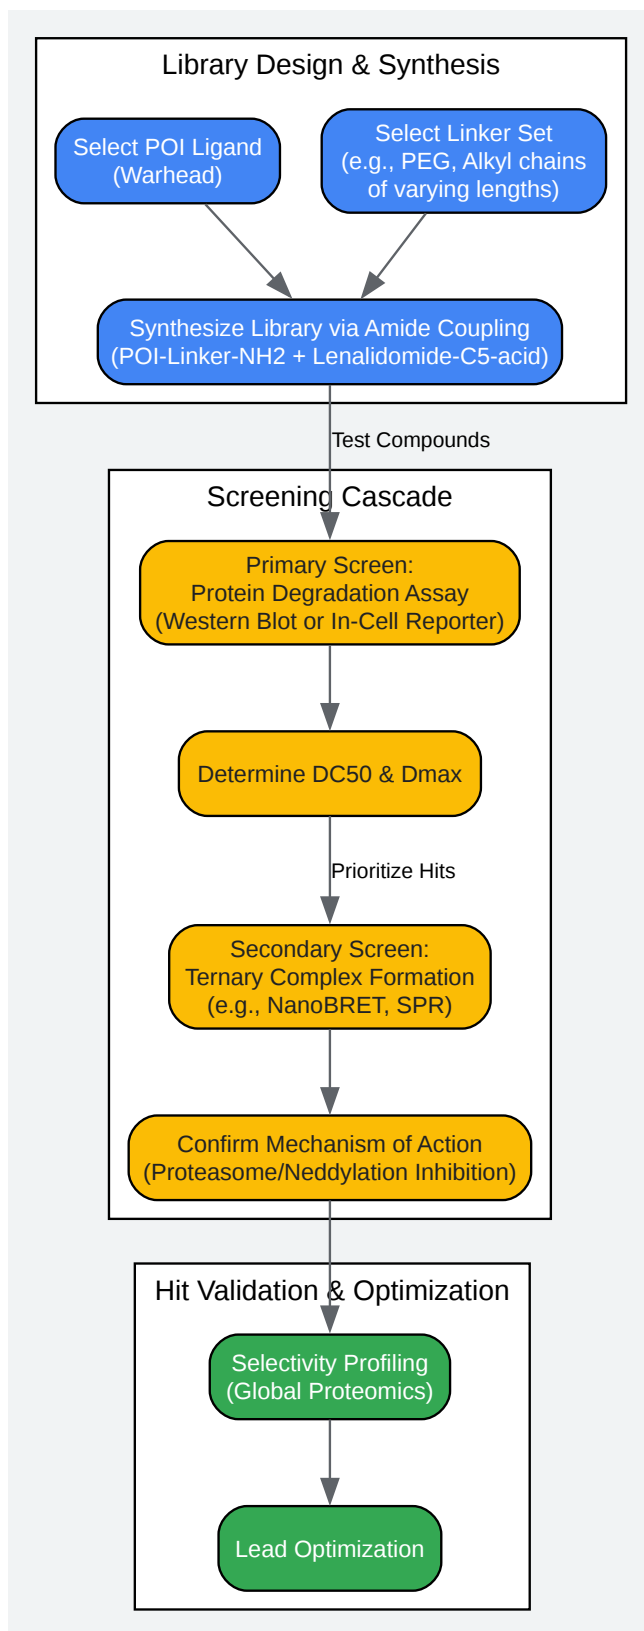 Library Design & Synthesis
Select POI Ligand
(Warhead)
Select Linker Set
(e.g., PEG, Alkyl chains
of varying lengths)
Synthesize Library via Amide Coupling
(POI-Linker-NH2 + Lenalidomide-C5-acid)
Test Compounds
Screening Cascade
Primary Screen:
Protein Degradation Assay
(Western Blot or In-Cell Reporter)
Determine DC50 & Dmax
Prioritize Hits
Secondary Screen:
Ternary Complex Formation
(e.g., NanoBRET, SPR)
Confirm Mechanism of Action
(Proteasome/Neddylation Inhibition)
Hit Validation & Optimization
Selectivity Profiling
(Global Proteomics)
Lead Optimization